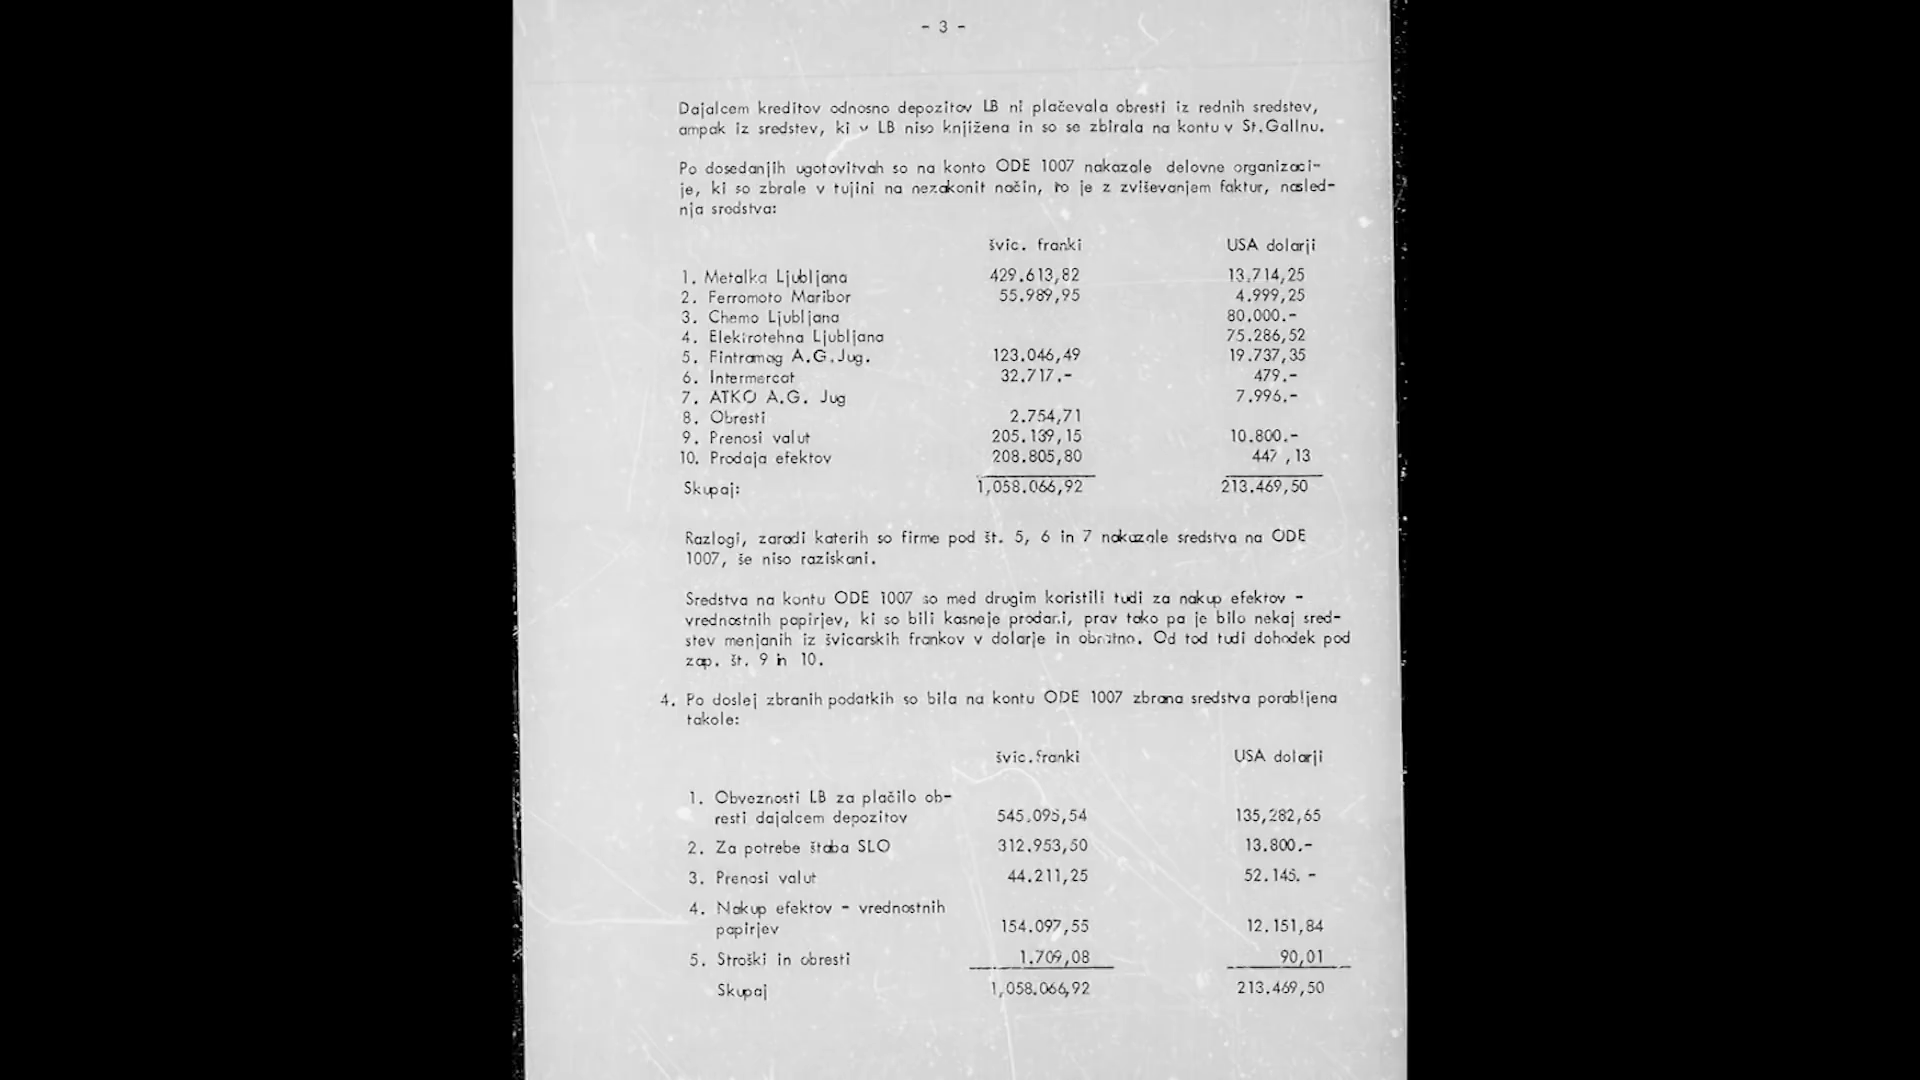 - 3 -
Dajalcem kreditov odnosno depozitov LB ni plačevala obresti iz rednih sredstev,
ampak iz sredstev, ki v LB niso knjižena in so se zbirala na kontu v St.Gallnu.
Po dosedanjih ugotovitvah so na konto ODE 1007 nakazale delovne organizaci-
je, ki so zbrale v tujini na nezakonit način, to je z zviševanjem faktur, nasled-
nja sredstva:
švic. franki USA dolarji
1. Metalka Ljubljana 429.613,82 13.714,25
2. Ferromoto Maribor 55.989,95 4.999,25
3. Chemo Ljubljana 80.000.-
4. Elektrotehna Ljubljana 75.286,52
5. Fintramag A.G.Jug. 123.046,49 19.737,35
6. Intermercat 32.717.- 479.-
7. ATKO A.G. Jug 7.996.-
8. Obresti 2.754,71
9. Prenosi valut 205.139,15 10.800.-
10. Prodaja efektov 208.805,80 447 ,13
Skupaj: 1,058.066,92 213.469,50
Razlogi, zaradi katerih so firme pod št. 5, 6 in 7 nakazale sredstva na ODE
1007, še niso raziskani.
Sredstva na kontu ODE 1007 so med drugim koristili tudi za nakup efektov -
vrednostnih papirjev, ki so bili kasneje prodani, prav tako pa je bilo nekaj sred-
stev menjanih iz švicarskih frankov v dolarje in obratno. Od tod tudi dohodek pod
zap. št. 9 in 10.
4. Po doslej zbranih podatkih so bila na kontu ODE 1007 zbrana sredstva porabljena
takole:
švic.franki USA dolarji
1. Obveznosti LB za plačilo ob-
resti dajalcem depozitov 545.095,54 135,282,65
2. Za potrebe štaba SLO 312.953,50 13.800.-
3. Prenosi valut 44.211,25 52.145. -
4. Nakup efektov - vrednostnih
papirjev 154.097,55 12.151,84
5. Stroški in obresti 1.709,08 90,01
Skupaj 1,058.066,92 213.469,50